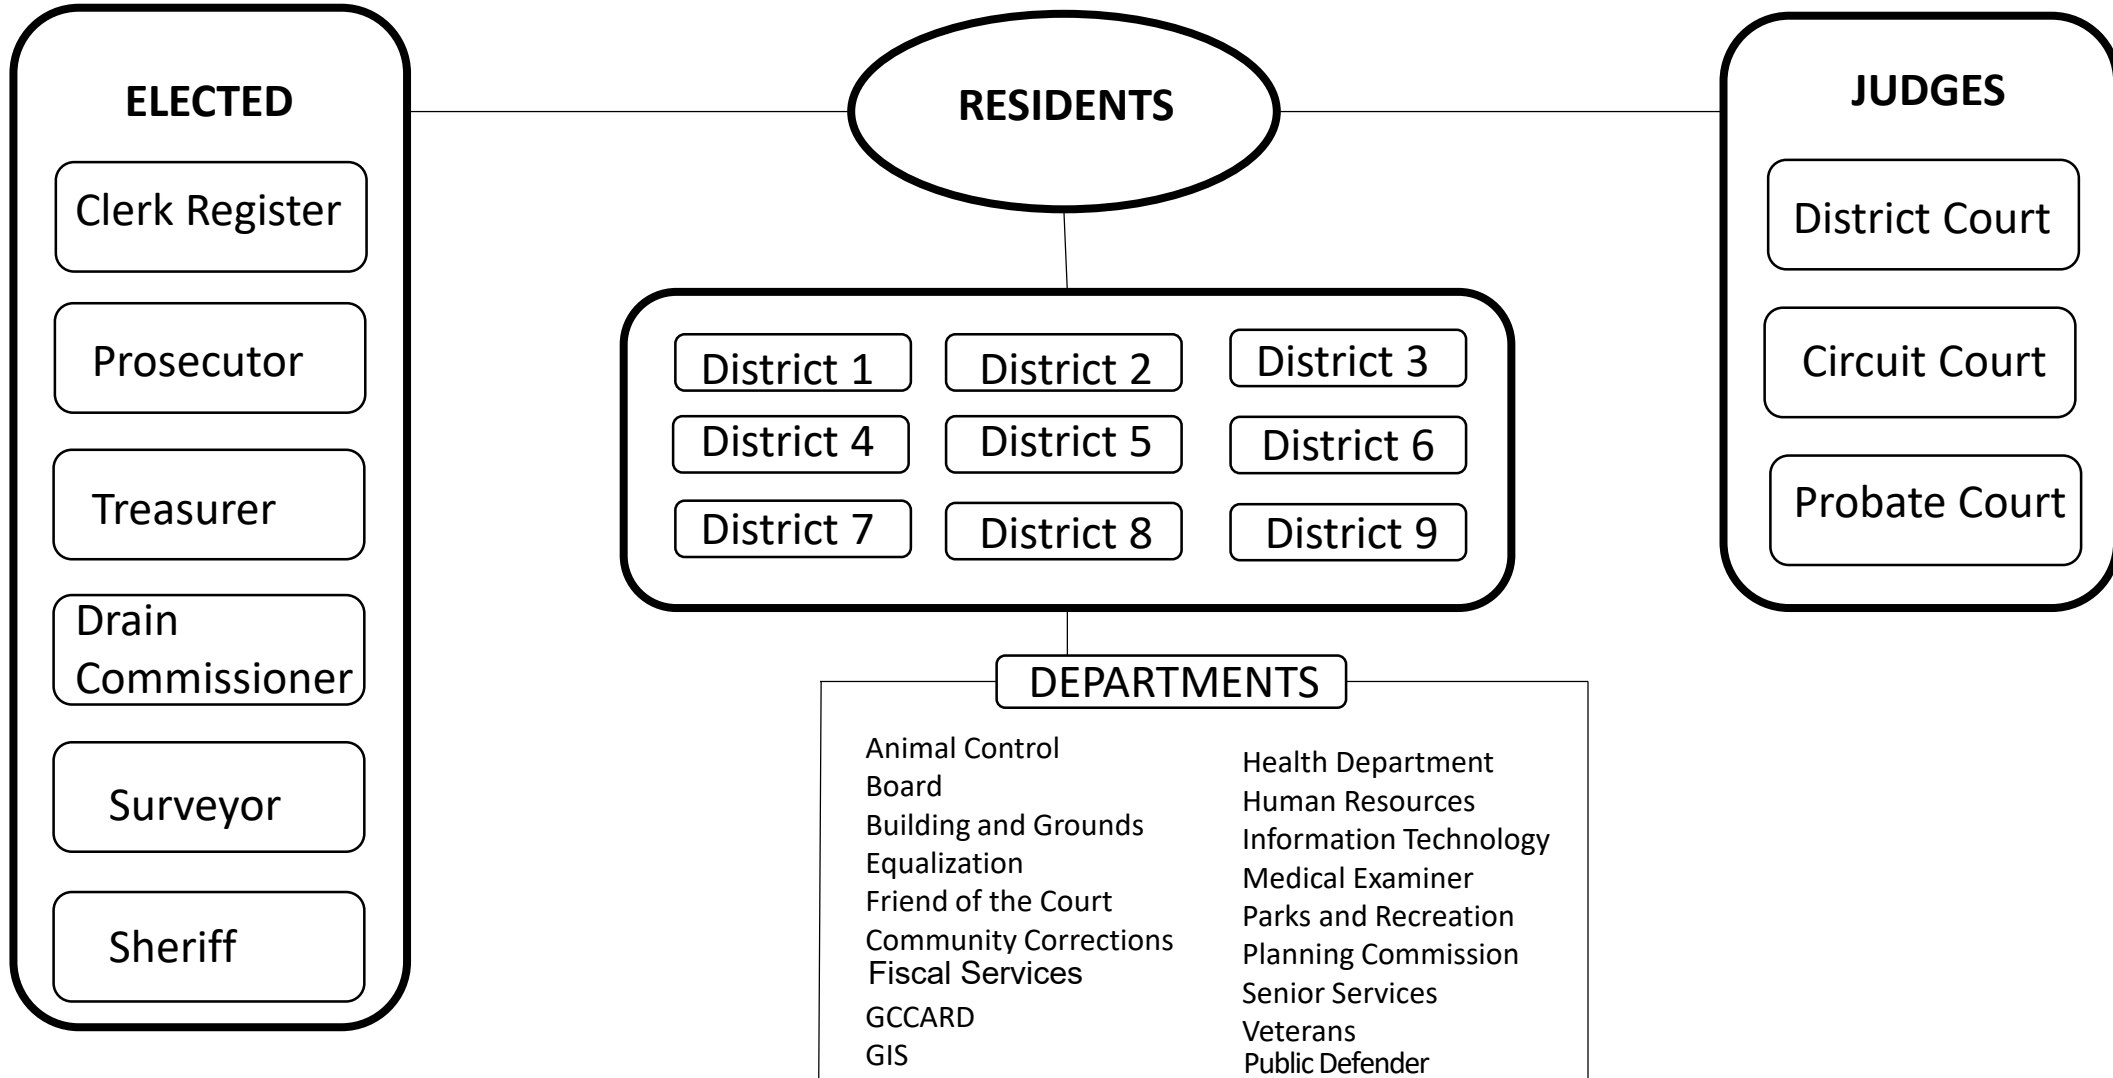 ELECTED
Clerk Register
Prosecutor
Treasurer
Drain
Commissioner
Surveyor
Sheriff
RESIDENTS
District 1
District 2
District 3
District 4
District 5
District 6
District 7
District 8
District 9
DEPARTMENTS
Animal Control
Board
Building and Grounds
Equalization
Friend of the Court
Community Corrections
Fiscal Services
GCCARD
GIS
Health Department
Human Resources
Information Technology
Medical Examiner
Parks and Recreation
Planning Commission
Senior Services
Veterans
Public Defender
JUDGES
District Court
Circuit Court
Probate Court